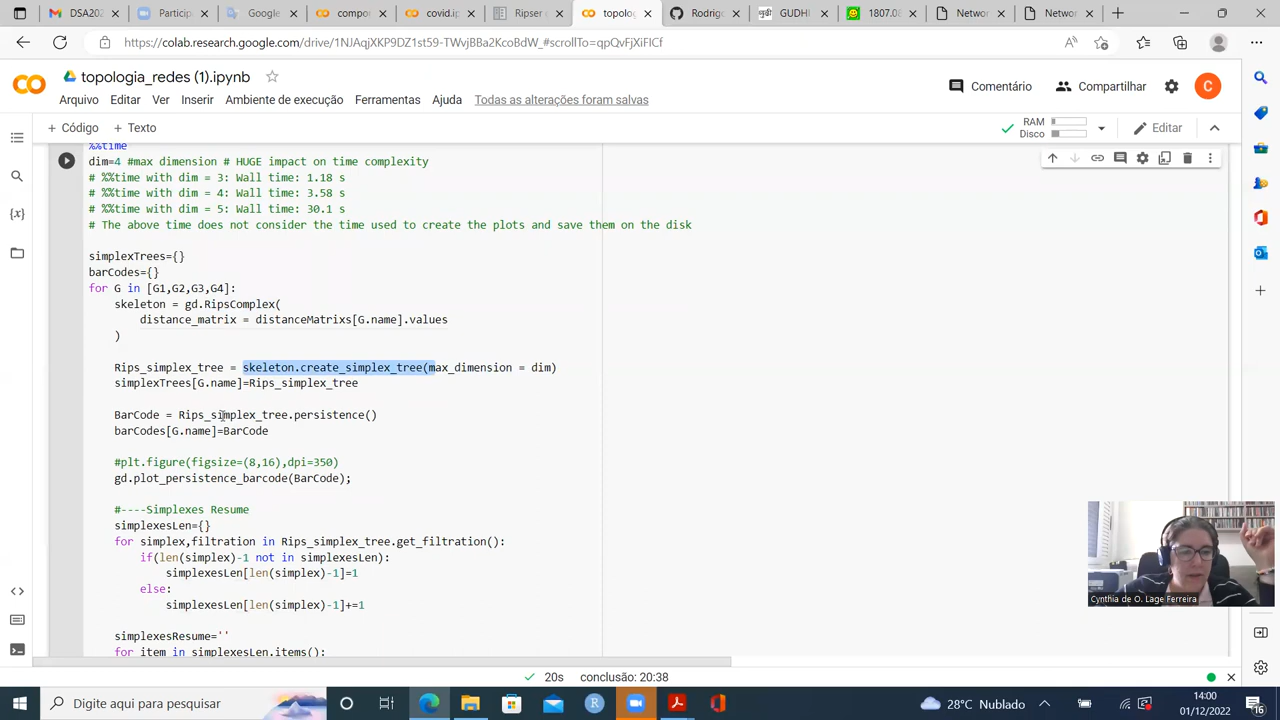 DSA202
Particip
Google
compor
covid.ip
Ripser e
topolog
Rodrigo
GUDHI
1807.08
Network
Network
https://colab.research.google.com/drive/1NJAqjXKP9DZ1st59-TWvjBBa2KcoBdW_#scrollTo=qpQvFjXiFICf
topologia_redes (1).ipynb
Comentário
Compartilhar
C
Arquivo Editar Ver Inserir Ambiente de execução Ferramentas Ajuda Todas as alterações foram salvas
+ Código + Texto
RAM
Disco
Editar
%%time
dim=4 #max dimension # HUGE impact on time complexity
# %%time with dim = 3: Wall time: 1.18 s
# %%time with dim = 4: Wall time: 3.58 s
# %%time with dim = 5: Wall time: 30.1 s
# The above time does not consider the time used to create the plots and save them on the disk
simplexTrees={}
barCodes={}
for G in [G1,G2,G3,G4]:
skeleton = gd.RipsComplex(
distance_matrix = distanceMatrixs[G.name].values
)
Rips_simplex_tree = skeleton.create_simplex_tree(max_dimension = dim)
simplexTrees[G.name]=Rips_simplex_tree
BarCode = Rips_simplex_tree.persistence()
barCodes[G.name]=BarCode
#plt.figure(figsize=(8,16),dpi=350)
gd.plot_persistence_barcode(BarCode);
#----Simplexes Resume
simplexesLen={}
for simplex,filtration in Rips_simplex_tree.get_filtration():
if(len(simplex)-1 not in simplexesLen):
simplexesLen[len(simplex)-1]=1
else:
simplexesLen[len(simplex)-1]+=1
simplexesResume=''
for item in simplexesLen.items():
Cynthia de O. Lage Ferreira
20s conclusão: 20:38
Digite aqui para pesquisar
28°C Nublado
14:00
01/12/2022
16